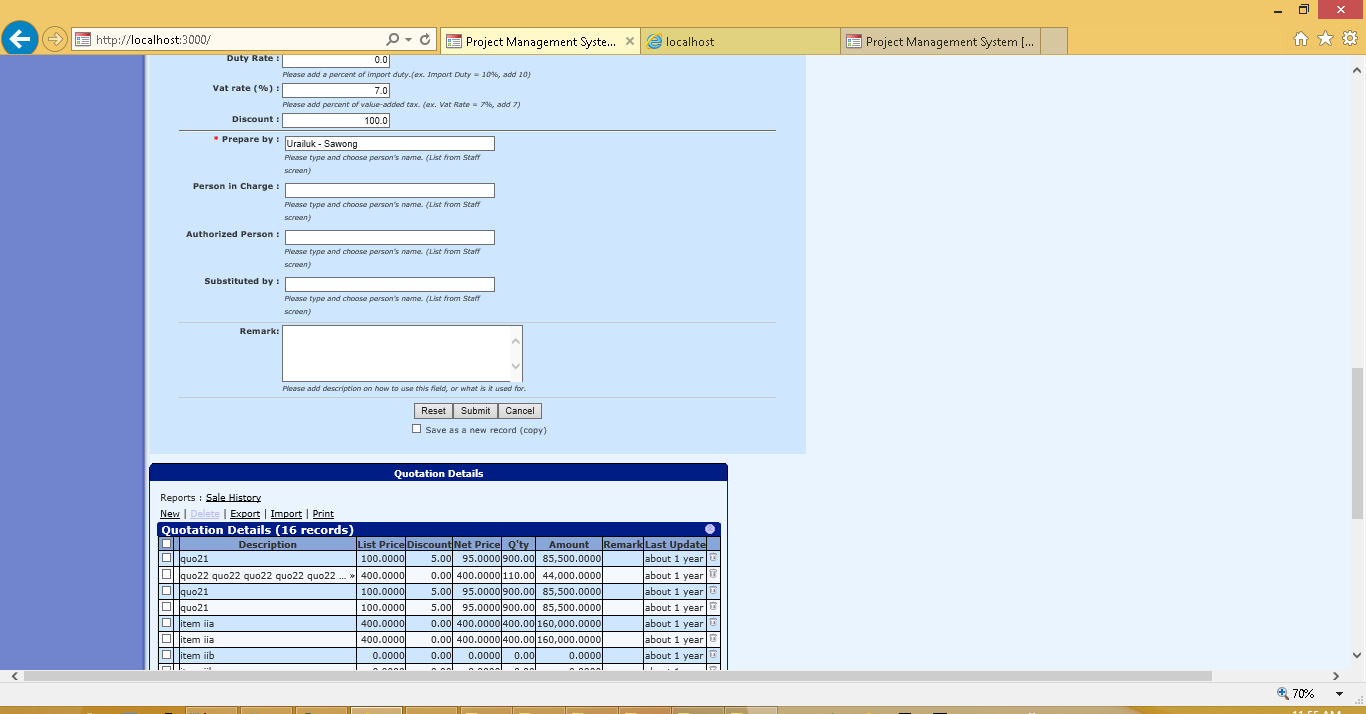 http://localhost:3000/
Project Management Syste...
localhost
Project Management System [...
Duty Rate :
0.0
Please add a percent of import duty.(ex. Import Duty = 10%, add 10)
Vat rate (%) :
7.0
Please add percent of value-added tax. (ex. Vat Rate = 7%, add 7)
Discount :
100.0
* Prepare by :
Urailuk - Sawong
Please type and choose person's name. (List from Staff
screen)
Person in Charge :
Please type and choose person's name. (List from Staff
screen)
Authorized Person :
Please type and choose person's name. (List from Staff
screen)
Substituted by :
Please type and choose person's name. (List from Staff
screen)
Remark:
Please add description on how to use this field, or what is it used for.
Reset Submit Cancel
Save as a new record (copy)
Quotation Details
Reports : Sale History
New | Delete | Export | Import | Print
Quotation Details (16 records)
Description List Price Discount Net Price Q'ty Amount Remark Last Update
quo21 100.0000 5.00 95.0000 900.00 85,500.0000 about 1 year
quo22 quo22 quo22 quo22 quo22 ... » 400.0000 0.00 400.0000 110.00 44,000.0000 about 1 year
quo21 100.0000 5.00 95.0000 900.00 85,500.0000 about 1 year
quo21 100.0000 5.00 95.0000 900.00 85,500.0000 about 1 year
item iia 400.0000 0.00 400.0000 400.00 160,000.0000 about 1 year
item iia 400.0000 0.00 400.0000 400.00 160,000.0000 about 1 year
item iib 0.0000 0.00 0.0000 0.00 0.0000 about 1 year
70%